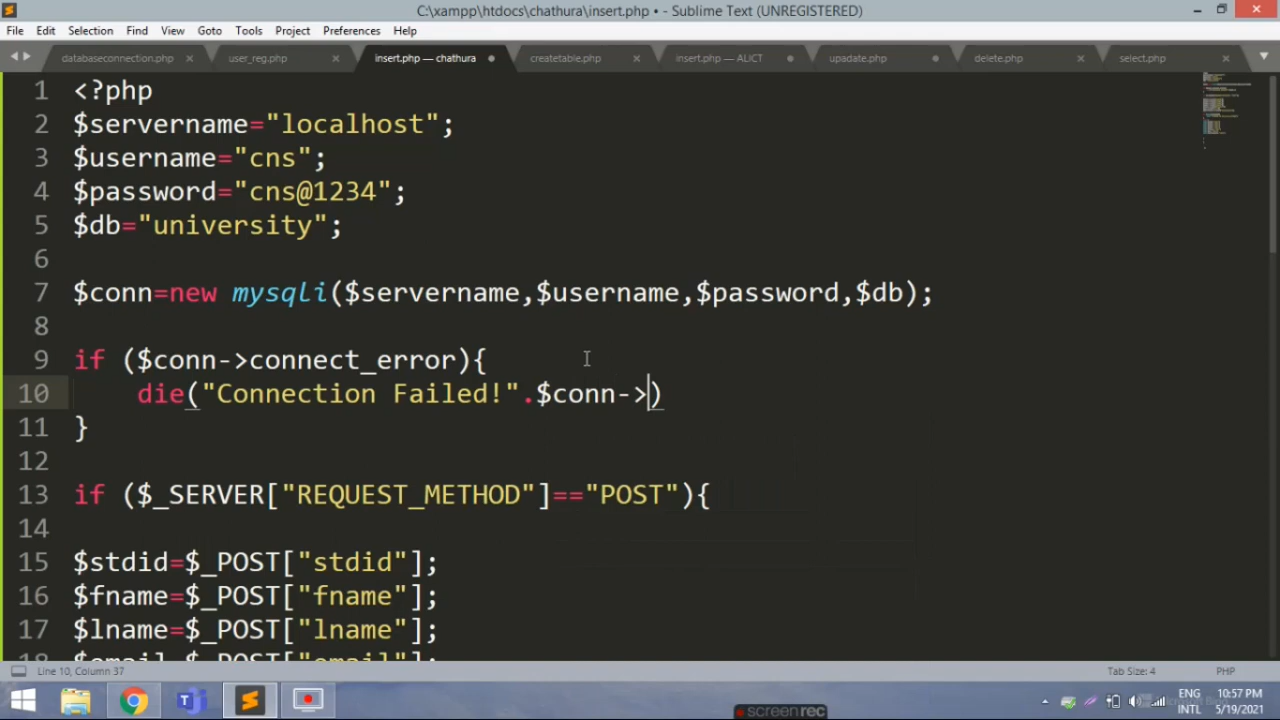 C:\xampp\htdocs\chathura\insert.php • - Sublime Text (UNREGISTERED)
File Edit Selection Find View Goto Tools Project Preferences Help
databaseconnection.php user_reg.php insert.php — chathura createtable.php insert.php — ALICT upadate.php delete.php select.php
1 <?php
2 $servername="localhost";
3 $username="cns";
4 $password="cns@1234";
5 $db="university";
6
7 $conn=new mysqli($servername,$username,$password,$db);
8
9 if ($conn->connect_error){
10 die("Connection Failed!".$conn->)
11 }
12
13 if ($_SERVER["REQUEST_METHOD"]=="POST"){
14
15 $stdid=$_POST["stdid"];
16 $fname=$_POST["fname"];
17 $lname=$_POST["lname"];
$email=$_POST["email"];
Line 10, Column 37 Tab Size: 4 PHP
ENG 10:57 PM
INTL 5/19/2021
screenrec